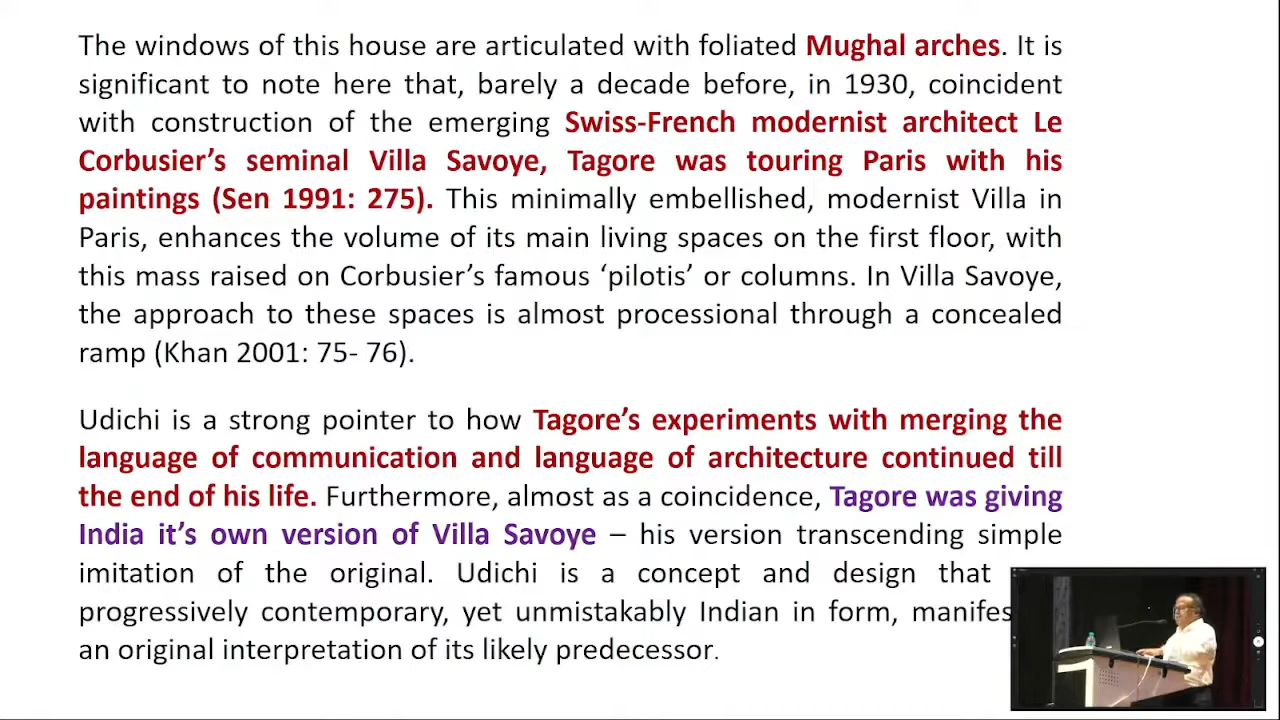 The windows of this house are articulated with foliated Mughal arches. It is
significant to note here that, barely a decade before, in 1930, coincident
with construction of the emerging Swiss-French modernist architect Le
Corbusier’s seminal Villa Savoye, Tagore was touring Paris with his
paintings (Sen 1991: 275). This minimally embellished, modernist Villa in
Paris, enhances the volume of its main living spaces on the first floor, with
this mass raised on Corbusier’s famous ‘pilotis’ or columns. In Villa Savoye,
the approach to these spaces is almost processional through a concealed
ramp (Khan 2001: 75- 76).
Udichi is a strong pointer to how Tagore’s experiments with merging the
language of communication and language of architecture continued till
the end of his life. Furthermore, almost as a coincidence, Tagore was giving
India it’s own version of Villa Savoye – his version transcending simple
imitation of the original. Udichi is a concept and design that
progressively contemporary, yet unmistakably Indian in form, manifes
an original interpretation of its likely predecessor.